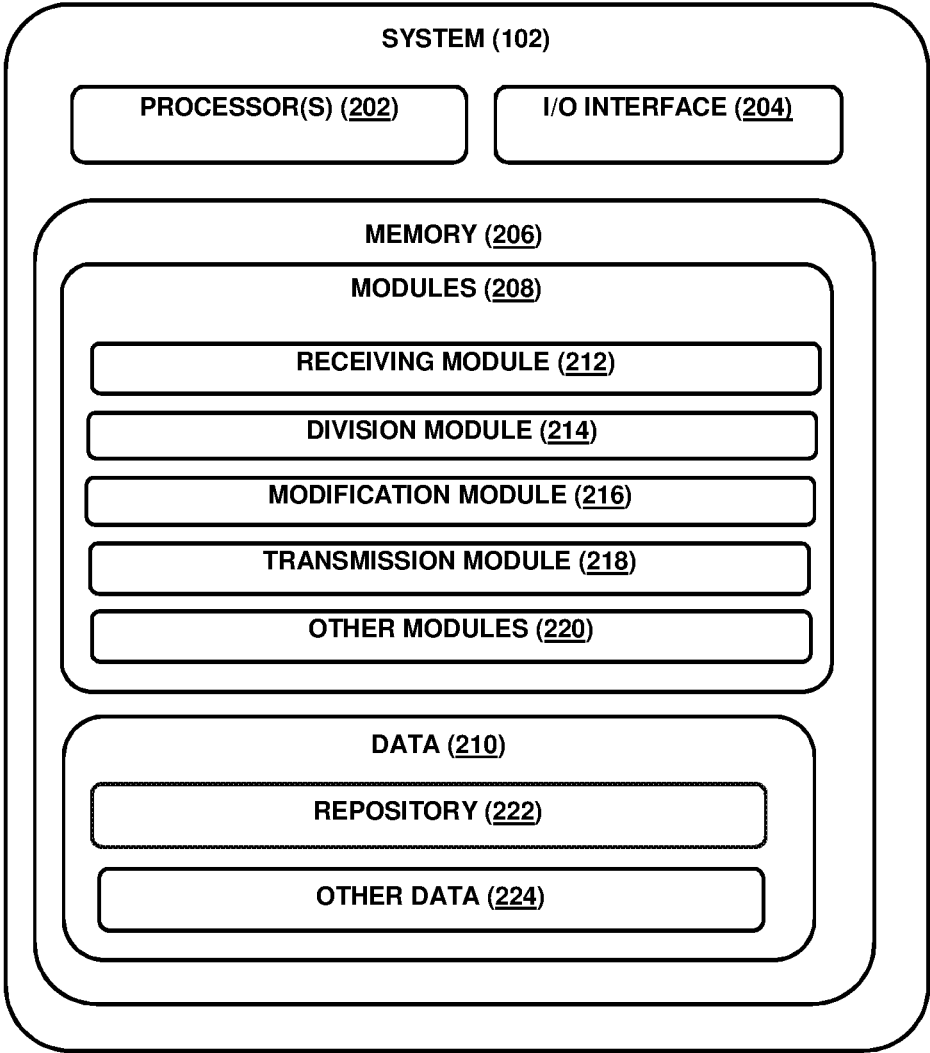 SYSTEM (102)
PROCESSOR(S) (202)
I/O INTERFACE (204)
MEMORY (206)
MODULES (208)
RECEIVING MODULE (212)
DIVISION MODULE (214)
MODIFICATION MODULE (216)
TRANSMISSION MODULE (218)
OTHER MODULES (220)
DATA (210)
REPOSITORY (222)
OTHER DATA (224)